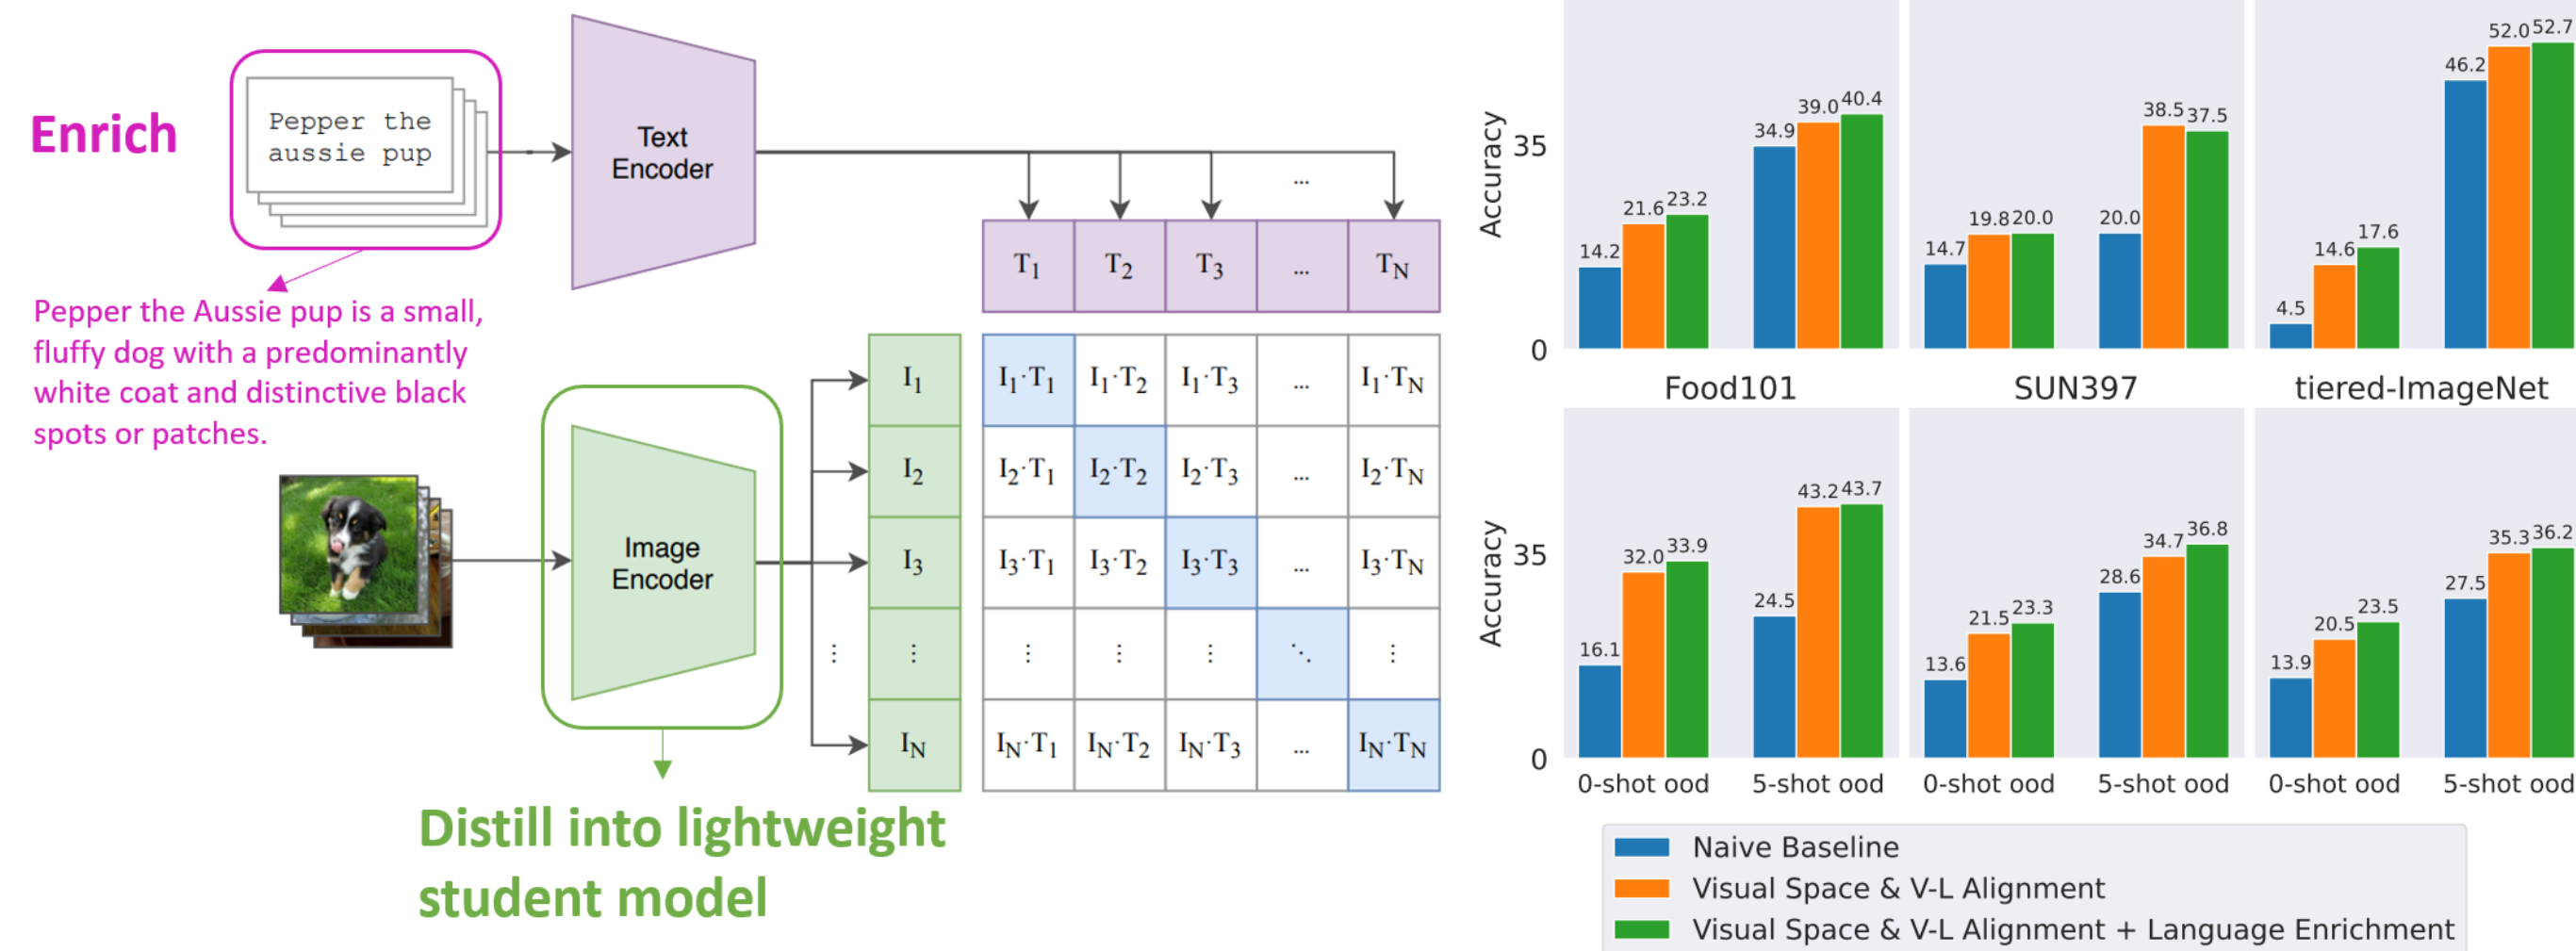 Enrich
Pepper the
aussie pup
Text
Encoder
...
T1 T2 T3 ... TN
Pepper the Aussie pup is a small,
fluffy dog with a predominantly
white coat and distinctive black
spots or patches.
Image
Encoder
I1 I1·T1 I1·T2 I1·T3 ... I1·TN
I2 I2·T1 I2·T2 I2·T3 ... I2·TN
I3 I3·T1 I3·T2 I3·T3 ... I3·TN
⋮ ⋮ ⋮ ⋮ ⋮ ⋱ ⋮
IN IN·T1 IN·T2 IN·T3 ... IN·TN
Distill into lightweight
student model
Accuracy
35
0
14.2 21.6 23.2 34.9 39.0 40.4
14.7 19.8 20.0 20.0 38.5 37.5
4.5 14.6 17.6 46.2 52.0 52.7
Food101 SUN397 tiered-ImageNet
Accuracy
35
0
16.1 32.0 33.9 24.5 43.2 43.7
13.6 21.5 23.3 28.6 34.7 36.8
13.9 20.5 23.5 27.5 35.3 36.2
0-shot ood 5-shot ood 0-shot ood 5-shot ood 0-shot ood 5-shot ood
Naive Baseline
Visual Space & V-L Alignment
Visual Space & V-L Alignment + Language Enrichment